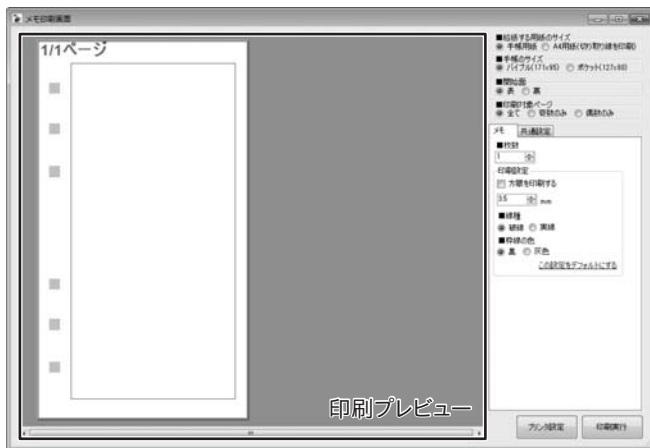 メモ印刷画面
1/1ページ
印刷プレビュー
■給紙する用紙のサイズ
手帳用紙 A4用紙(切り取り線を印刷)
■手帳のサイズ
バイブル(171×95) ポケット(127×80)
■開始面
表 裏
■印刷対象ページ
全て 奇数のみ 偶数のみ
メモ 共通設定
■枚数
1
印刷設定
方眼を印刷する
3.5 mm
■線種
破線 実線
■枠線の色
黒 灰色
この設定をデフォルトにする
プリンタ設定 印刷実行